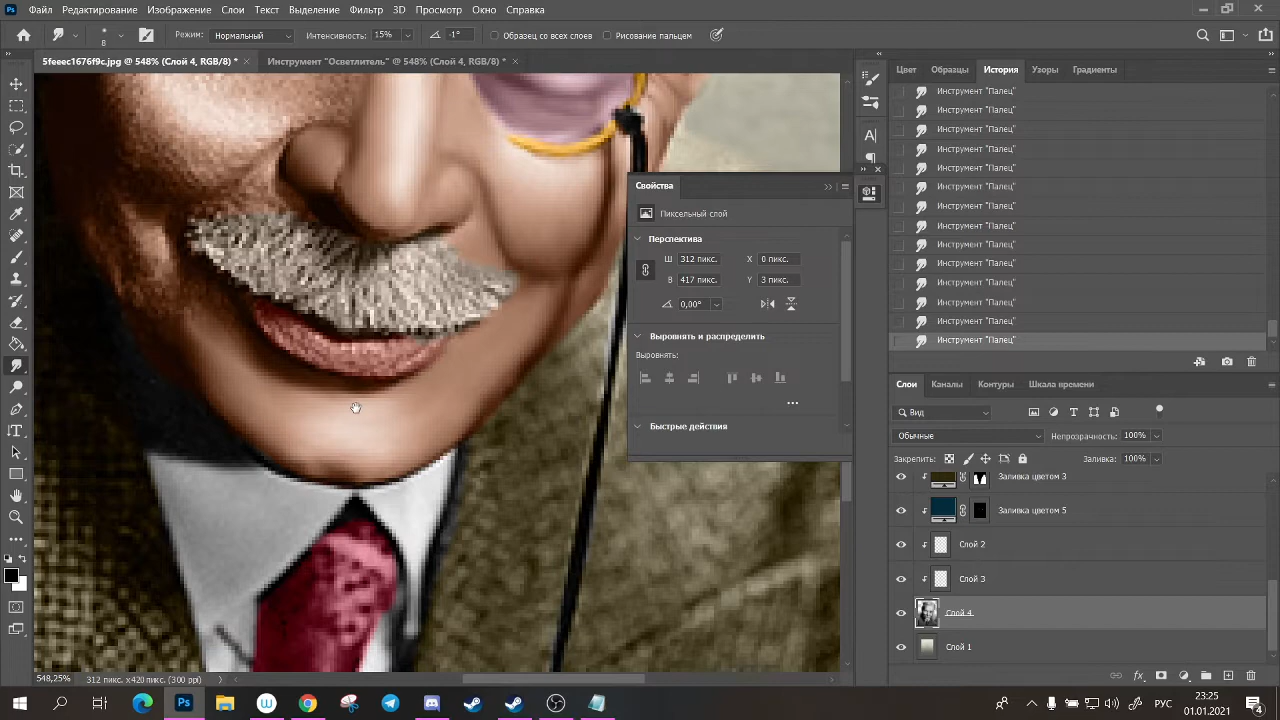 Файл Редактирование Изображение Слои Текст Выделение Фильтр 3D Просмотр Окно Справка
8 Режим: Нормальный Интенсивность: 15% -1° Образец со всех слоев Рисование пальцем
5feeec1676f9c.jpg @ 548% (Слой 4, RGB/8) * × Инструмент "Осветлитель" @ 548% (Слой 4, RGB/8) * ×
Цвет Образцы История Узоры Градиенты
Инструмент "Палец"
Инструмент "Палец"
Инструмент "Палец"
Инструмент "Палец"
Инструмент "Палец"
Инструмент "Палец"
Инструмент "Палец"
Инструмент "Палец"
Инструмент "Палец"
Инструмент "Палец"
Инструмент "Палец"
Инструмент "Палец"
Инструмент "Палец"
Инструмент "Палец"
Свойства
Пиксельный слой
Перспектива
Ш 312 пикс. X 0 пикс.
В 417 пикс. Y 3 пикс.
0,00°
Выровнять и распределить
Выровнять:
Быстрые действия
Слои Каналы Контуры Шкала времени
Вид
Обычные Непрозрачность: 100%
Закрепить: Заливка: 100%
Заливка цветом 3
Заливка цветом 5
Слой 2
Слой 3
Слой 4
Слой 1
548,25% 312 пикс. x420 пикс. (300 ppi)
Ps РУС 23:25
01.01.2021 4